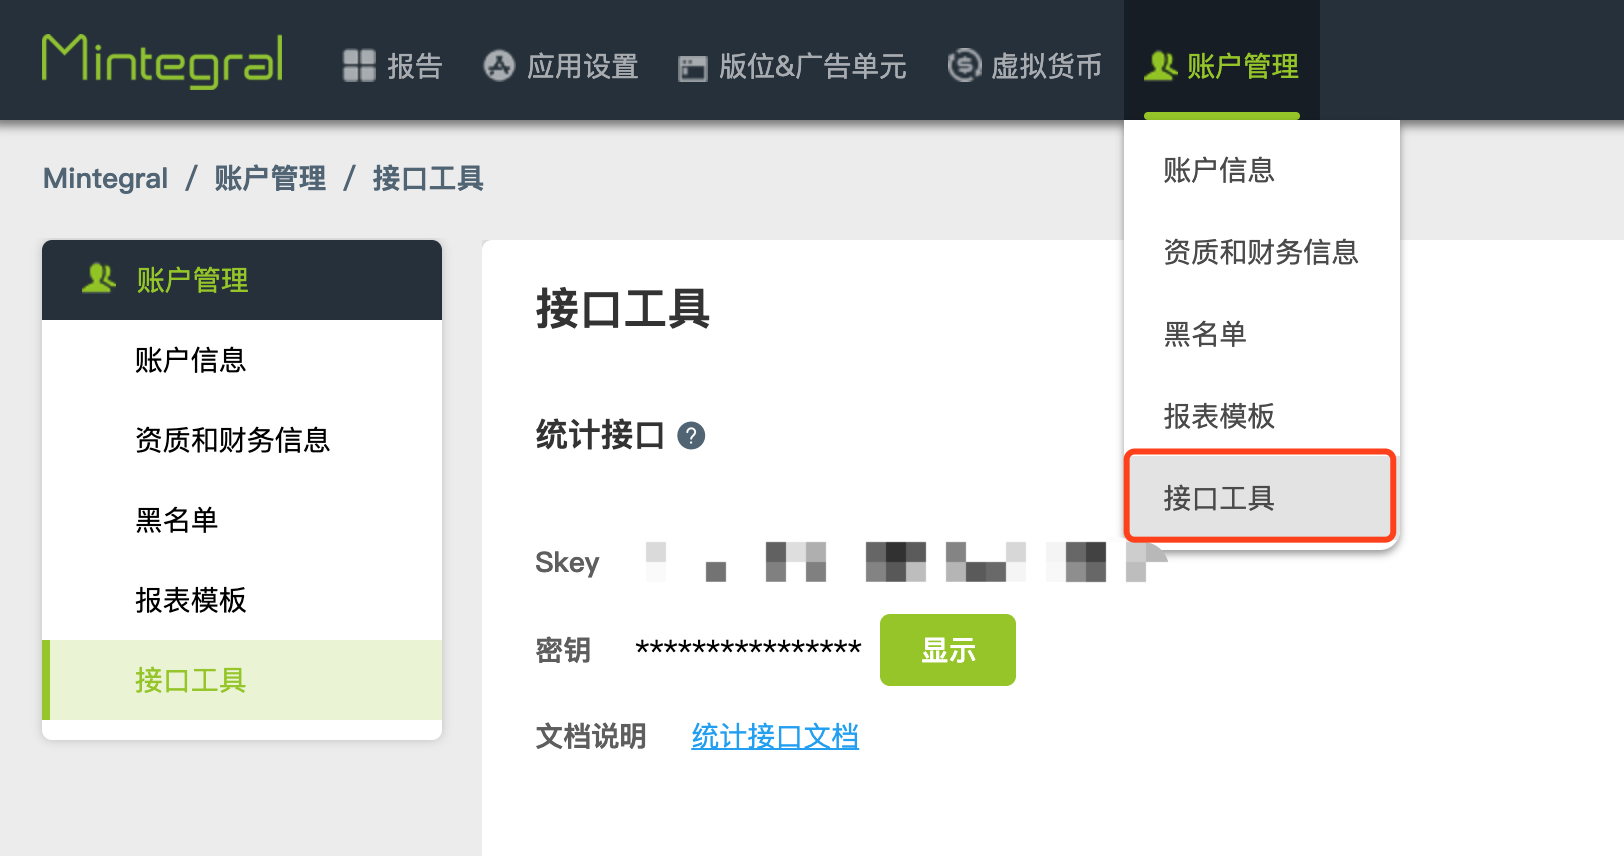 Mintegral
报告
应用设置
版位&广告单元
虚拟货币
账户管理
账户信息
资质和财务信息
黑名单
报表模板
接口工具
Mintegral / 账户管理 / 接口工具
账户管理
账户信息
资质和财务信息
黑名单
报表模板
接口工具
接口工具
统计接口 ?
Skey
密钥 **************** 显示
文档说明 统计接口文档